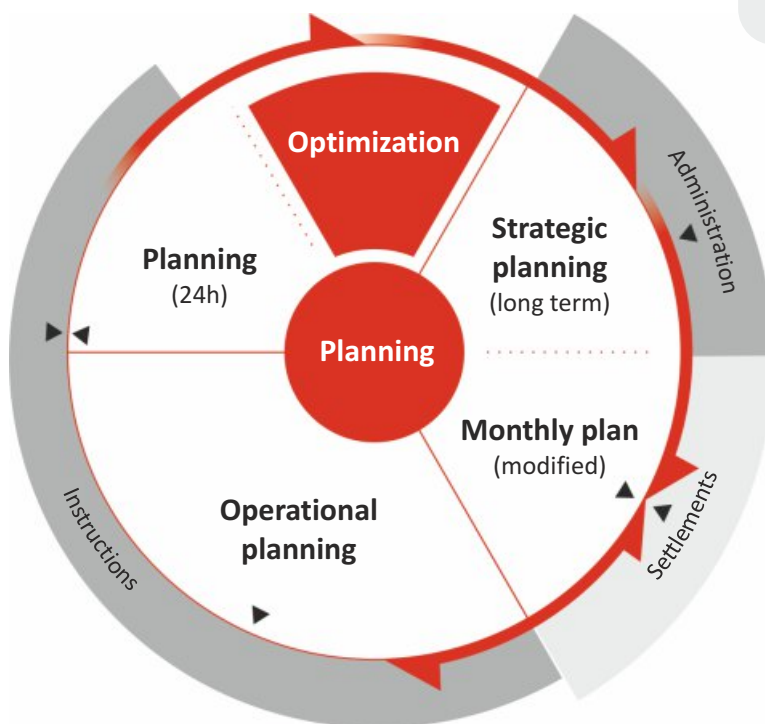 Optimization
Strategic
planning
(long term)
Planning
(24h)
Planning
Monthly plan
(modified)
Operational
planning
Administration
Settlements
Instructions